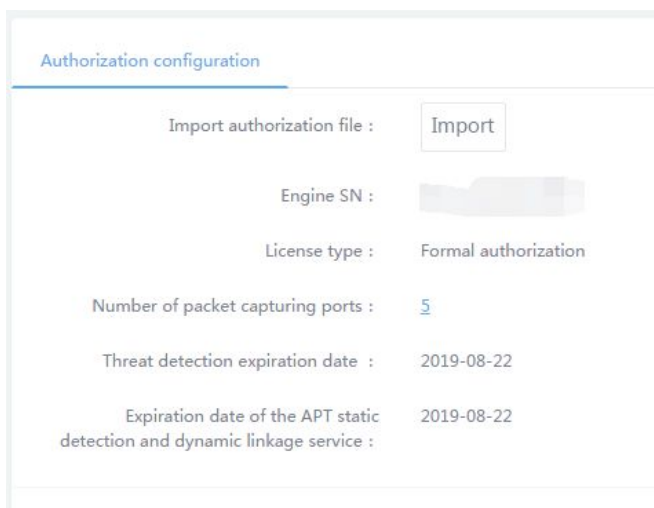 Authorization configuration
Import authorization file : Import
Engine SN :
License type : Formal authorization
Number of packet capturing ports : 5
Threat detection expiration date : 2019-08-22
Expiration date of the APT static 2019-08-22
detection and dynamic linkage service :